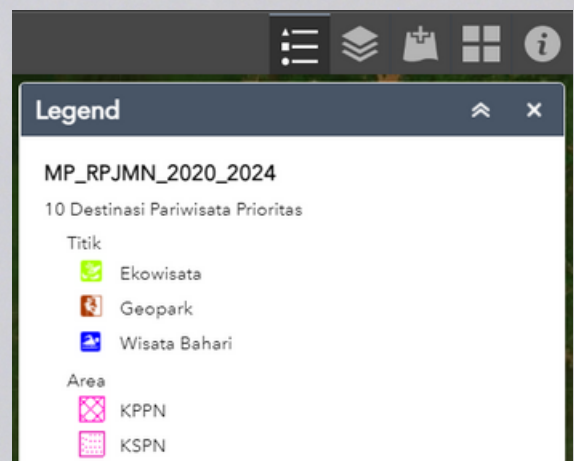 Legend
MP_RPJMN_2020_2024
10 Destinasi Pariwisata Prioritas
Titik
Ekowisata
Geopark
Wisata Bahari
Area
KPPN
KSPN